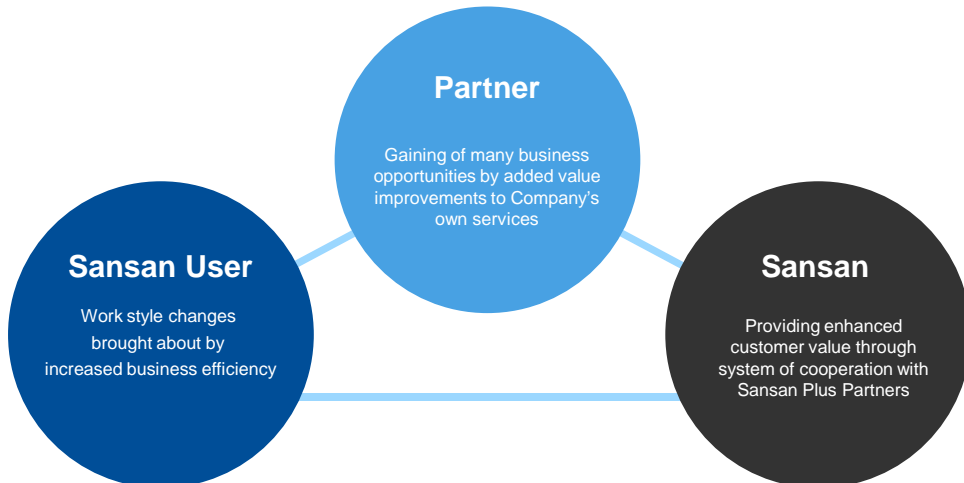 Partner
Gaining of many business
opportunities by added value
improvements to Company's
own services
Sansan User
Work style changes
brought about by
increased business efficiency
Sansan
Providing enhanced
customer value through
system of cooperation with
Sansan Plus Partners